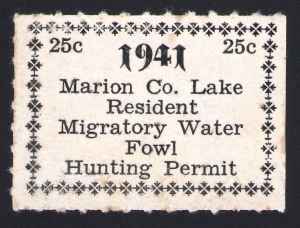 25c 1941 25c
Marion Co. Lake
Resident
Migratory Water
Fowl
Hunting Permit